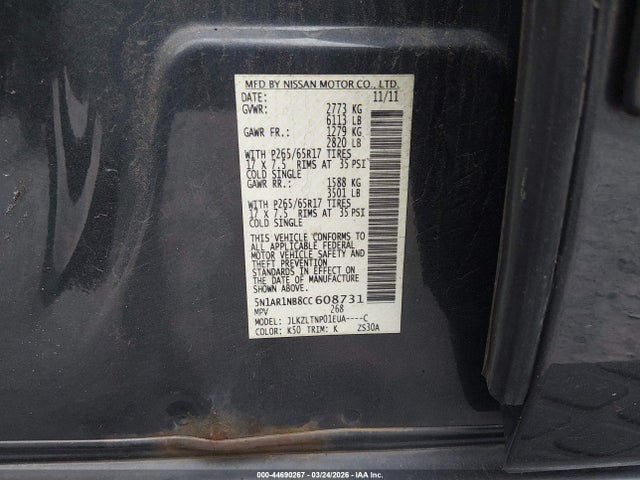 MFD BY NISSAN MOTOR CO., LTD.
DATE: 11/11
GVWR: 2773 KG
6113 LB
GAWR FR.: 1279 KG
2820 LB
WITH P265/65R17 TIRES
17 X 7.5 RIMS AT 35 PSI
COLD SINGLE
GAWR RR.: 1588 KG
3501 LB
WITH P265/65R17 TIRES
17 X 7.5 RIMS AT 35 PSI
COLD SINGLE
THIS VEHICLE CONFORMS TO
ALL APPLICABLE FEDERAL
MOTOR VEHICLE SAFETY AND
AND THEFT PREVENTION
STANDARDS IN EFFECT ON
THE DATE OF MANUFACTURE
SHOWN ABOVE.
5N1AR1NB8CC608731
MPV 268
MODEL: JLKZLTNP01EUA----C
COLOR: K50 TRIM: K ZS30A
000-44690267 - 03/24/2026 - IAA Inc.